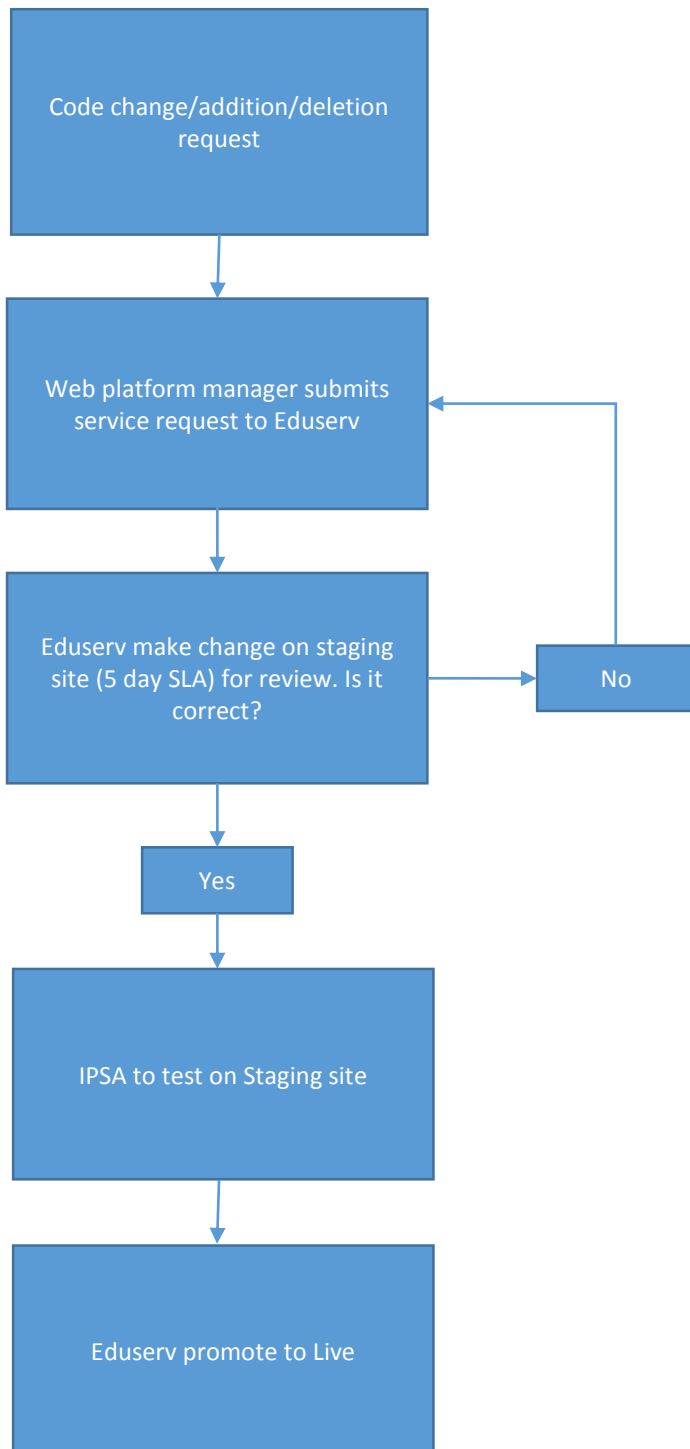 Code change/addition/deletion
request
Web platform manager submits
service request to Eduserv
Eduserv make change on staging
site (5 day SLA) for review. Is it
correct?
No
Yes
IPSA to test on Staging site
Eduserv promote to Live